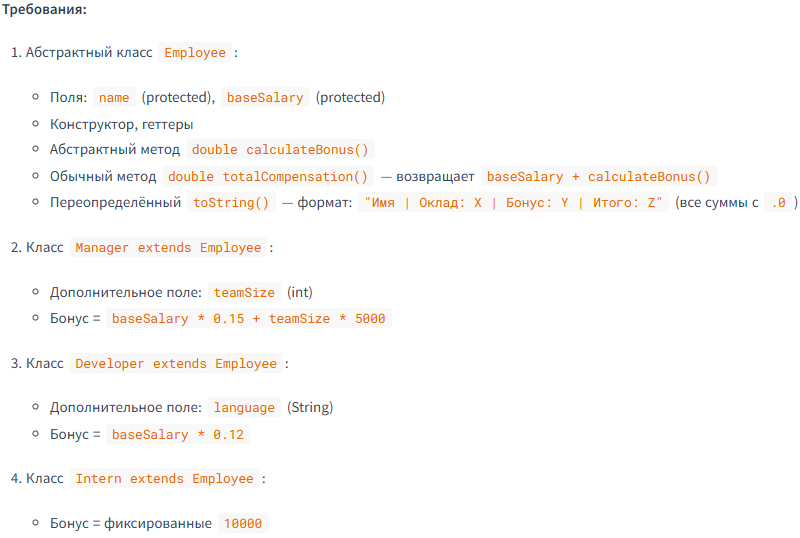 Требования:
1. Абстрактный класс Employee :
Поля: name (protected), baseSalary (protected)
Конструктор, геттеры
Абстрактный метод double calculateBonus()
Обычный метод double totalCompensation() — возвращает baseSalary + calculateBonus()
Переопределённый toString() — формат: "Имя | Оклад: X | Бонус: Y | Итого: Z" (все суммы с .0 )
2. Класс Manager extends Employee :
Дополнительное поле: teamSize (int)
Бонус = baseSalary * 0.15 + teamSize * 5000
3. Класс Developer extends Employee :
Дополнительное поле: language (String)
Бонус = baseSalary * 0.12
4. Класс Intern extends Employee :
Бонус = фиксированные 10000